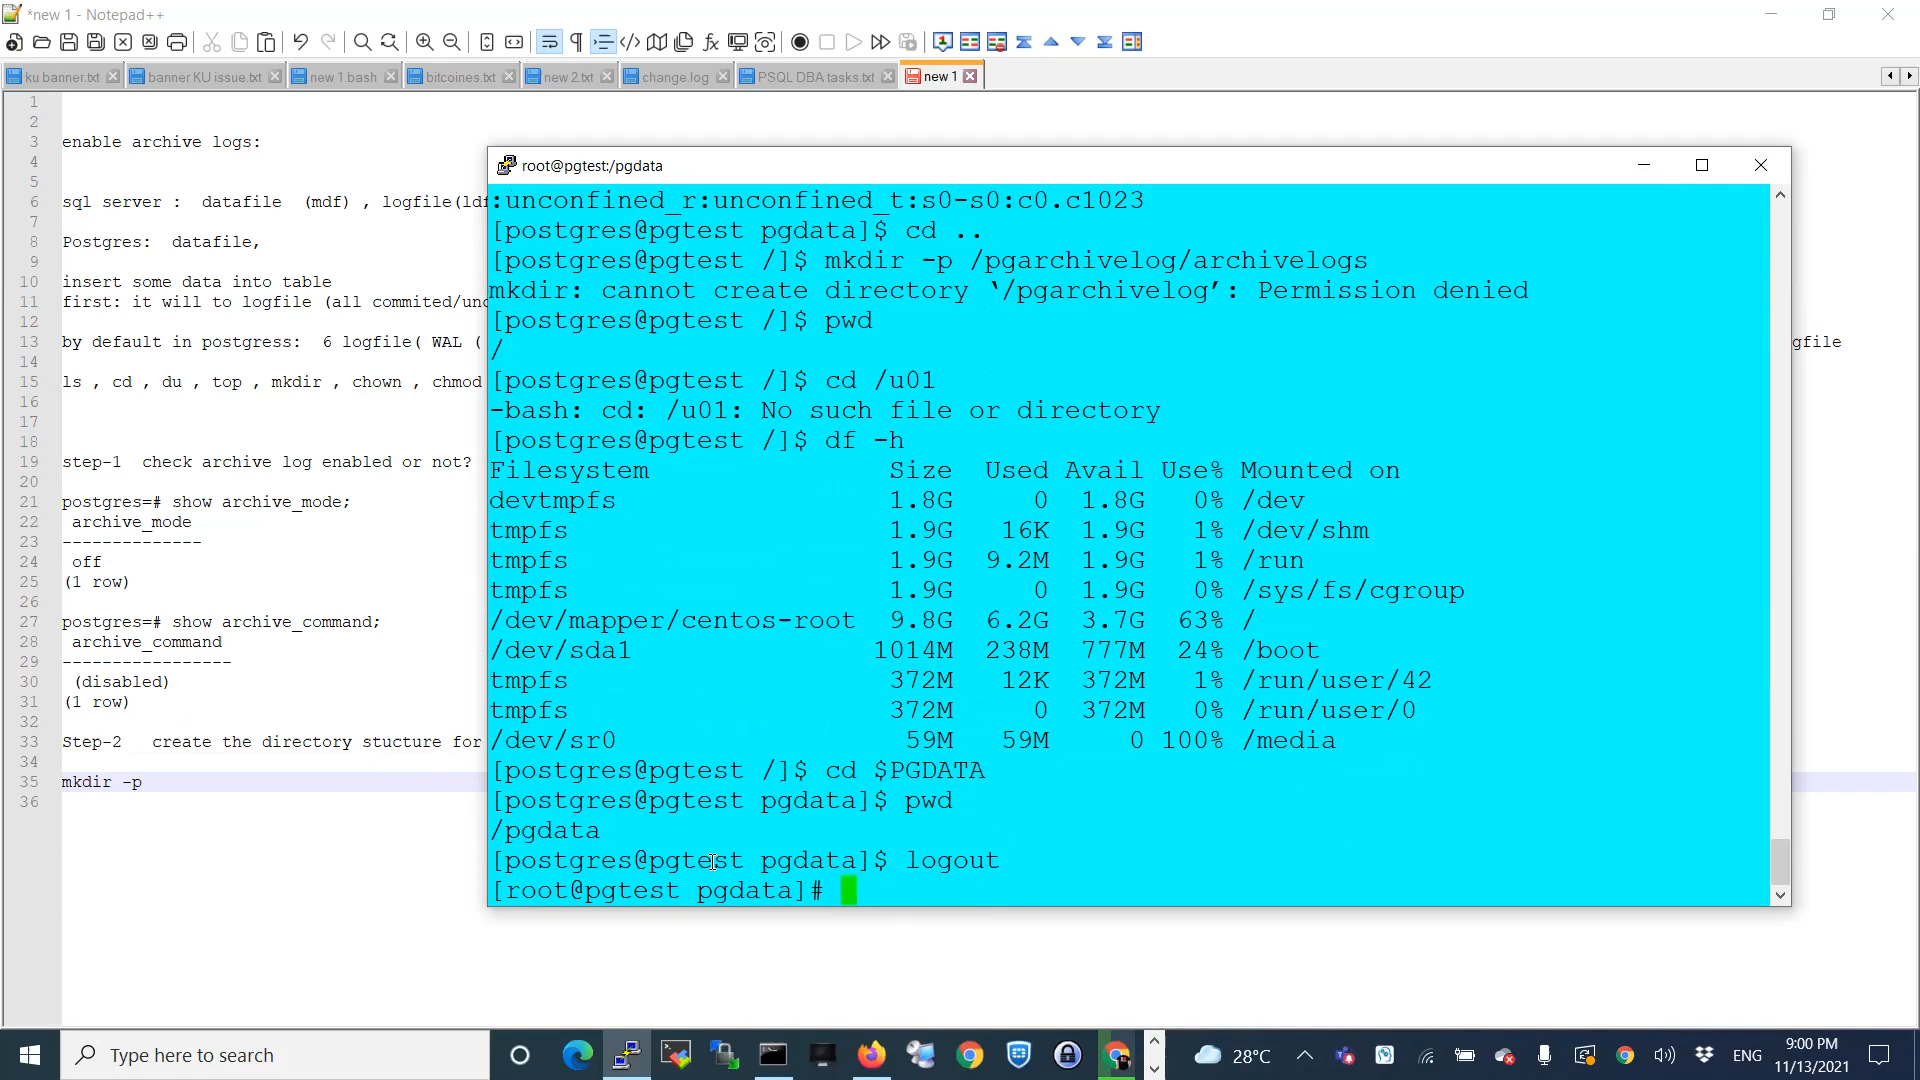 *new 1 - Notepad++
ku banner.txt
banner KU issue.txt
new 1.bash
bitcoines.txt
new 2.txt
change.log
PSQL DBA tasks.txt
new 1
1
2
3 enable archive logs:
4
5
6 sql server :  datafile  (mdf) , logfile(ldf
7
8 Postgres:  datafile,
9
10 insert some data into table
11 first: it will to logfile (all commited/unc
12
13 by default in postgress:  6 logfile( WAL ( gfile
14
15 ls , cd , du , top , mkdir , chown , chmod
16
17
18
19 step-1  check archive log enabled or not?
20
21 postgres=# show archive_mode;
22  archive_mode
23 --------------
24  off
25 (1 row)
26
27 postgres=# show archive_command;
28  archive_command
29 -----------------
30  (disabled)
31 (1 row)
32
33 Step-2   create the directory stucture for
34
35 mkdir -p
36
root@pgtest:/pgdata
:unconfined_r:unconfined_t:s0-s0:c0.c1023
[postgres@pgtest pgdata]$ cd ..
[postgres@pgtest /]$ mkdir -p /pgarchivelog/archivelogs
mkdir: cannot create directory ‘/pgarchivelog’: Permission denied
[postgres@pgtest /]$ pwd
/
[postgres@pgtest /]$ cd /u01
-bash: cd: /u01: No such file or directory
[postgres@pgtest /]$ df -h
Filesystem               Size  Used Avail Use% Mounted on
devtmpfs                 1.8G     0  1.8G   0% /dev
tmpfs                    1.9G   16K  1.9G   1% /dev/shm
tmpfs                    1.9G  9.2M  1.9G   1% /run
tmpfs                    1.9G     0  1.9G   0% /sys/fs/cgroup
/dev/mapper/centos-root  9.8G  6.2G  3.7G  63% /
/dev/sda1               1014M  238M  777M  24% /boot
tmpfs                    372M   12K  372M   1% /run/user/42
tmpfs                    372M     0  372M   0% /run/user/0
/dev/sr0                  59M   59M     0 100% /media
[postgres@pgtest /]$ cd $PGDATA
[postgres@pgtest pgdata]$ pwd
/pgdata
[postgres@pgtest pgdata]$ logout
[root@pgtest pgdata]#
Type here to search
28°C
ENG
9:00 PM
11/13/2021